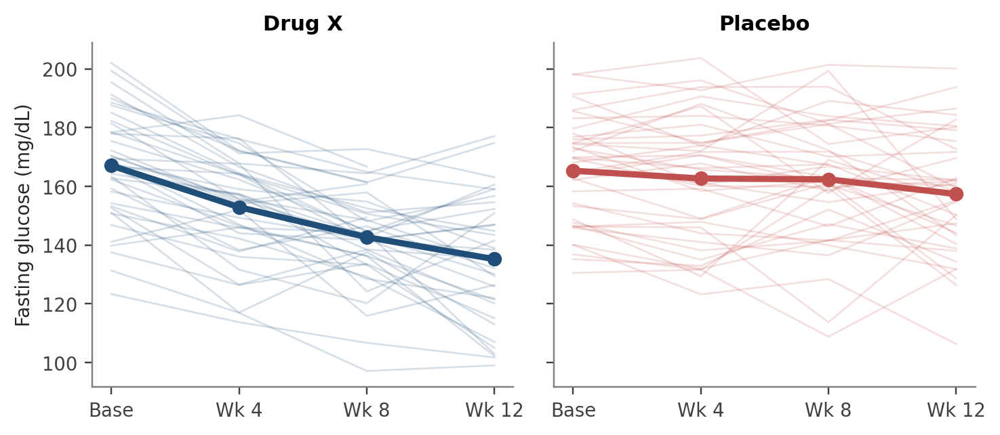 Drug X
Placebo
Fasting glucose (mg/dL)
200
180
160
140
120
100
Base Wk 4 Wk 8 Wk 12
Base Wk 4 Wk 8 Wk 12